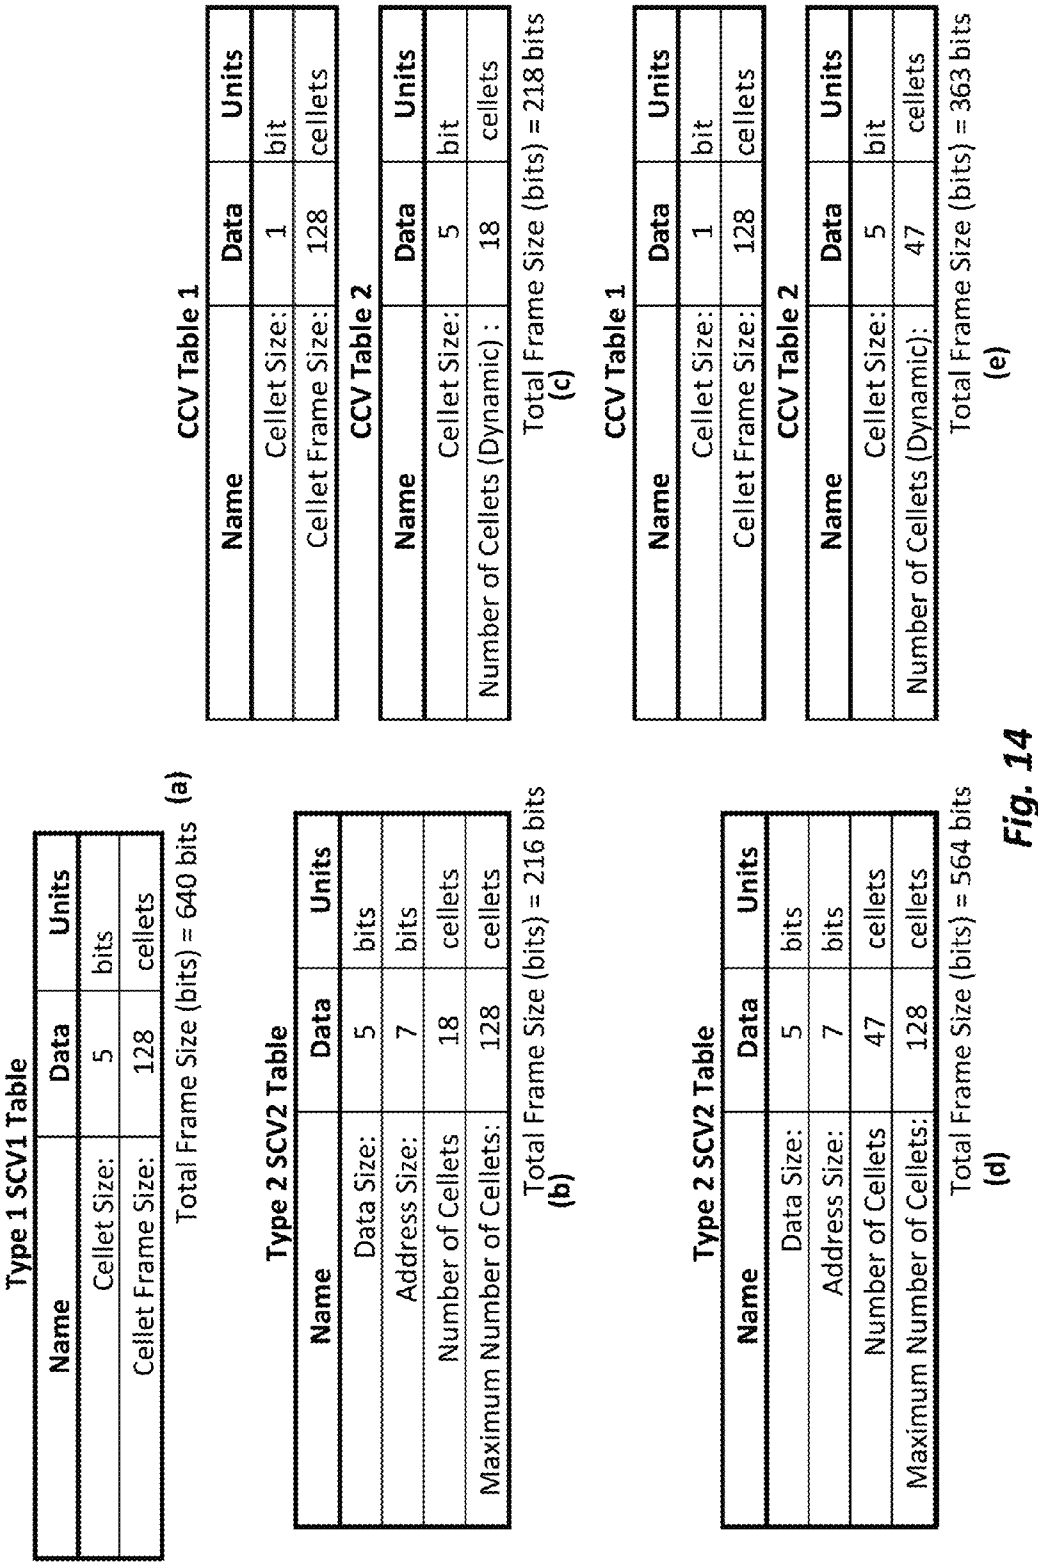 Type 1 SCV1 Table
Name Data Units
Cellet Size: 5 bits
Cellet Frame Size: 128 cellets
Total Frame Size (bits) = 640 bits
(a)
Type 2 SCV2 Table
Name Data Units
Data Size: 5 bits
Address Size: 7 bits
Number of Cellets 18 cellets
Maximum Number of Cellets: 128 cellets
Total Frame Size (bits) = 216 bits
(b)
CCV Table 1
Name Data Units
Cellet Size: 1 bit
Cellet Frame Size: 128 cellets
CCV Table 2
Name Data Units
Cellet Size: 5 bit
Number of Cellets (Dynamic) : 18 cellets
Total Frame Size (bits) = 218 bits
(c)
Type 2 SCV2 Table
Name Data Units
Data Size: 5 bits
Address Size: 7 bits
Number of Cellets 47 cellets
Maximum Number of Cellets: 128 cellets
Total Frame Size (bits) = 564 bits
(d)
CCV Table 1
Name Data Units
Cellet Size: 1 bit
Cellet Frame Size: 128 cellets
CCV Table 2
Name Data Units
Cellet Size: 5 bit
Number of Cellets (Dynamic): 47 cellets
Total Frame Size (bits) = 363 bits
(e)
Fig. 14